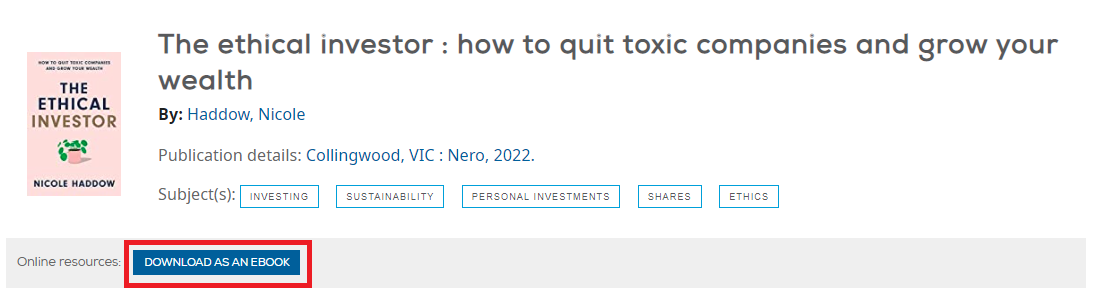 The ethical investor : how to quit toxic companies and grow your
wealth
HOW TO QUIT TOXIC COMPANIES
AND GROW YOUR WEALTH
THE
ETHICAL
INVESTOR
NICOLE HADDOW
By: Haddow, Nicole
Publication details: Collingwood, VIC : Nero, 2022.
Subject(s): INVESTING SUSTAINABILITY PERSONAL INVESTMENTS SHARES ETHICS
Online resources: DOWNLOAD AS AN EBOOK